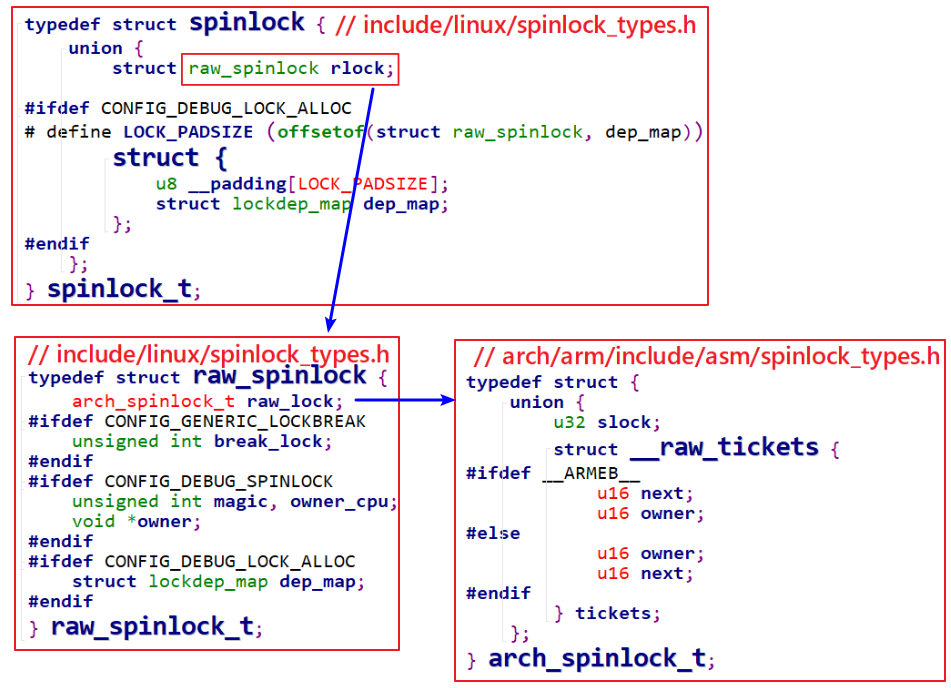 typedef struct spinlock { // include/linux/spinlock_types.h
union {
struct raw_spinlock rlock;
#ifdef CONFIG_DEBUG_LOCK_ALLOC
# define LOCK_PADSIZE (offsetof(struct raw_spinlock, dep_map))
struct {
u8 __padding[LOCK_PADSIZE];
struct lockdep_map dep_map;
};
#endif
};
} spinlock_t;
// include/linux/spinlock_types.h
typedef struct raw_spinlock {
arch_spinlock_t raw_lock;
#ifdef CONFIG_GENERIC_LOCKBREAK
unsigned int break_lock;
#endif
#ifdef CONFIG_DEBUG_SPINLOCK
unsigned int magic, owner_cpu;
void *owner;
#endif
#ifdef CONFIG_DEBUG_LOCK_ALLOC
struct lockdep_map dep_map;
#endif
} raw_spinlock_t;
// arch/arm/include/asm/spinlock_types.h
typedef struct {
union {
u32 slock;
struct __raw_tickets {
#ifdef __ARMEB__
u16 next;
u16 owner;
#else
u16 owner;
u16 next;
#endif
} tickets;
};
} arch_spinlock_t;